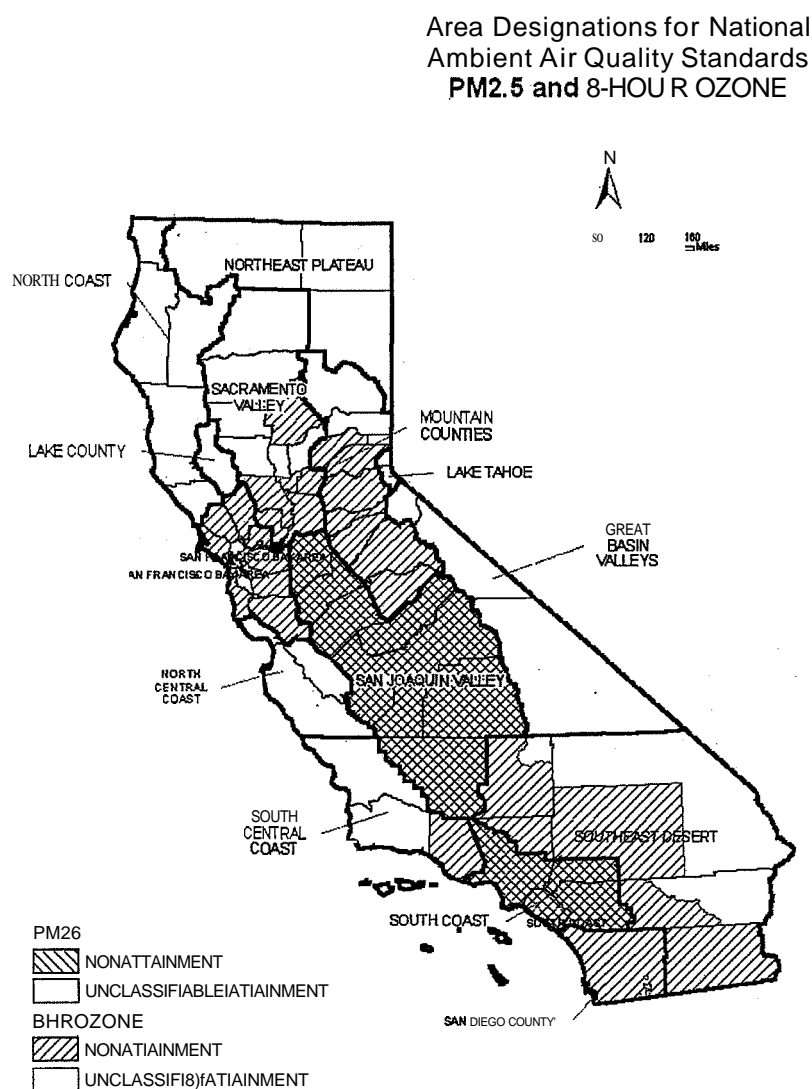 Area Designations for National
Ambient Air Quality Standards
PM2.5 and 8-HOU R OZONE
N
SO 120 160
Miles
NORTHEAST PLATEAU
NORTH COAST
SACRAMENTO
VALLEY
MOUNTAIN
COUNTIES
LAKE COUNTY
LAKE TAHOE
GREAT
BASIN
VALLEYS
SAN FRANCISCO BAY AREA
AN FRANCISCO BAY AREA
NORTH
CENTRAL
COAST
SAN JOAQUIN VALLEY
SOUTH
CENTRAL
COAST
SOUTHEAST DESERT
SOUTH COAST
SOUTH COAST
SAN DIEGO COUNTY'
PM26
NONATTAINMENT
UNCLASSIFIABLEIATIAINMENT
BHROZONE
NONATIAINMENT
UNCLASSIFI8)fATIAINMENT